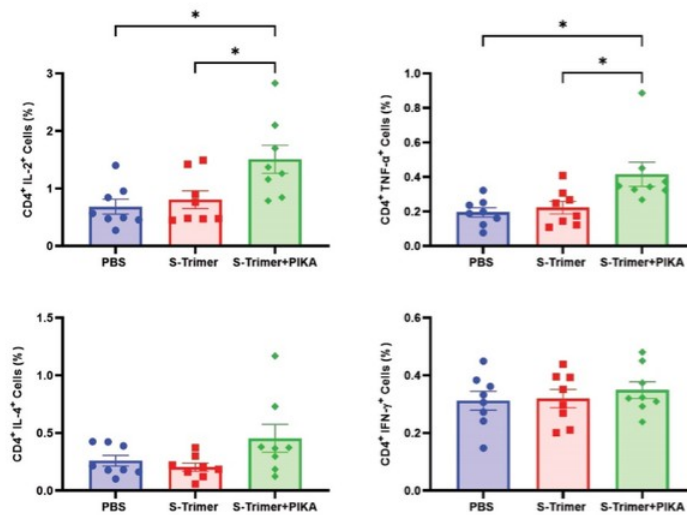 *
*
3
2
1
0
CD4⁺ IL-2⁺ Cells (%)
PBS
S-Trimer
S-Trimer+PIKA
*
*
1.0
0.8
0.6
0.4
0.2
0.0
CD4⁺ TNF-α⁺ Cells (%)
PBS
S-Trimer
S-Trimer+PIKA
1.5
1.0
0.5
0.0
CD4⁺ IL-4⁺ Cells (%)
PBS
S-Trimer
S-Trimer+PIKA
0.6
0.4
0.2
0.0
CD4⁺ IFN-γ⁺ Cells (%)
PBS
S-Trimer
S-Trimer+PIKA